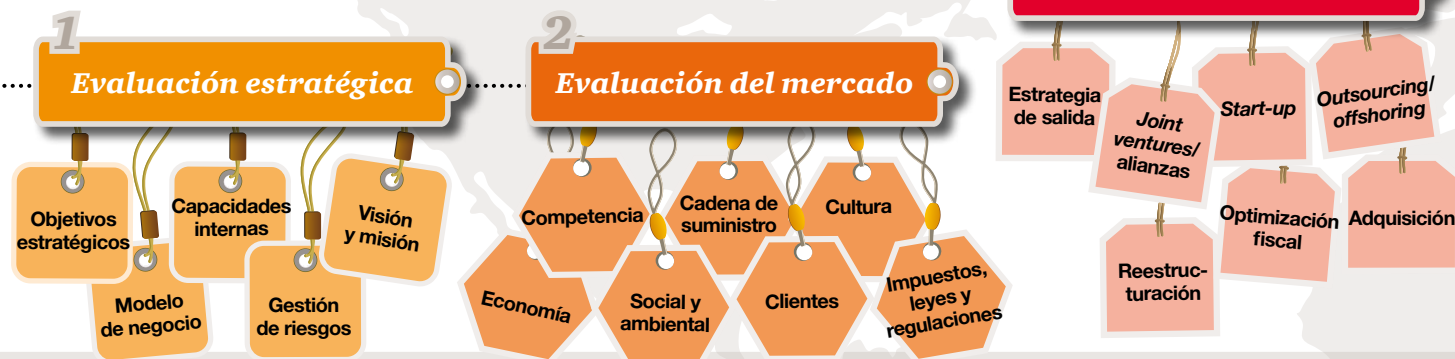 1
Evaluación estratégica
Objetivos
estratégicos
Modelo
de negocio
Capacidades
internas
Gestión
de riesgos
Visión
y misión
2
Evaluación del mercado
Economía
Competencia
Social y
ambiental
Cadena de
suministro
Clientes
Cultura
Impuestos,
leyes y
regulaciones
Estrategia
de salida
Joint
ventures/
alianzas
Start-up
Outsourcing/
offshoring
Reestruc-
turación
Optimización
fiscal
Adquisición